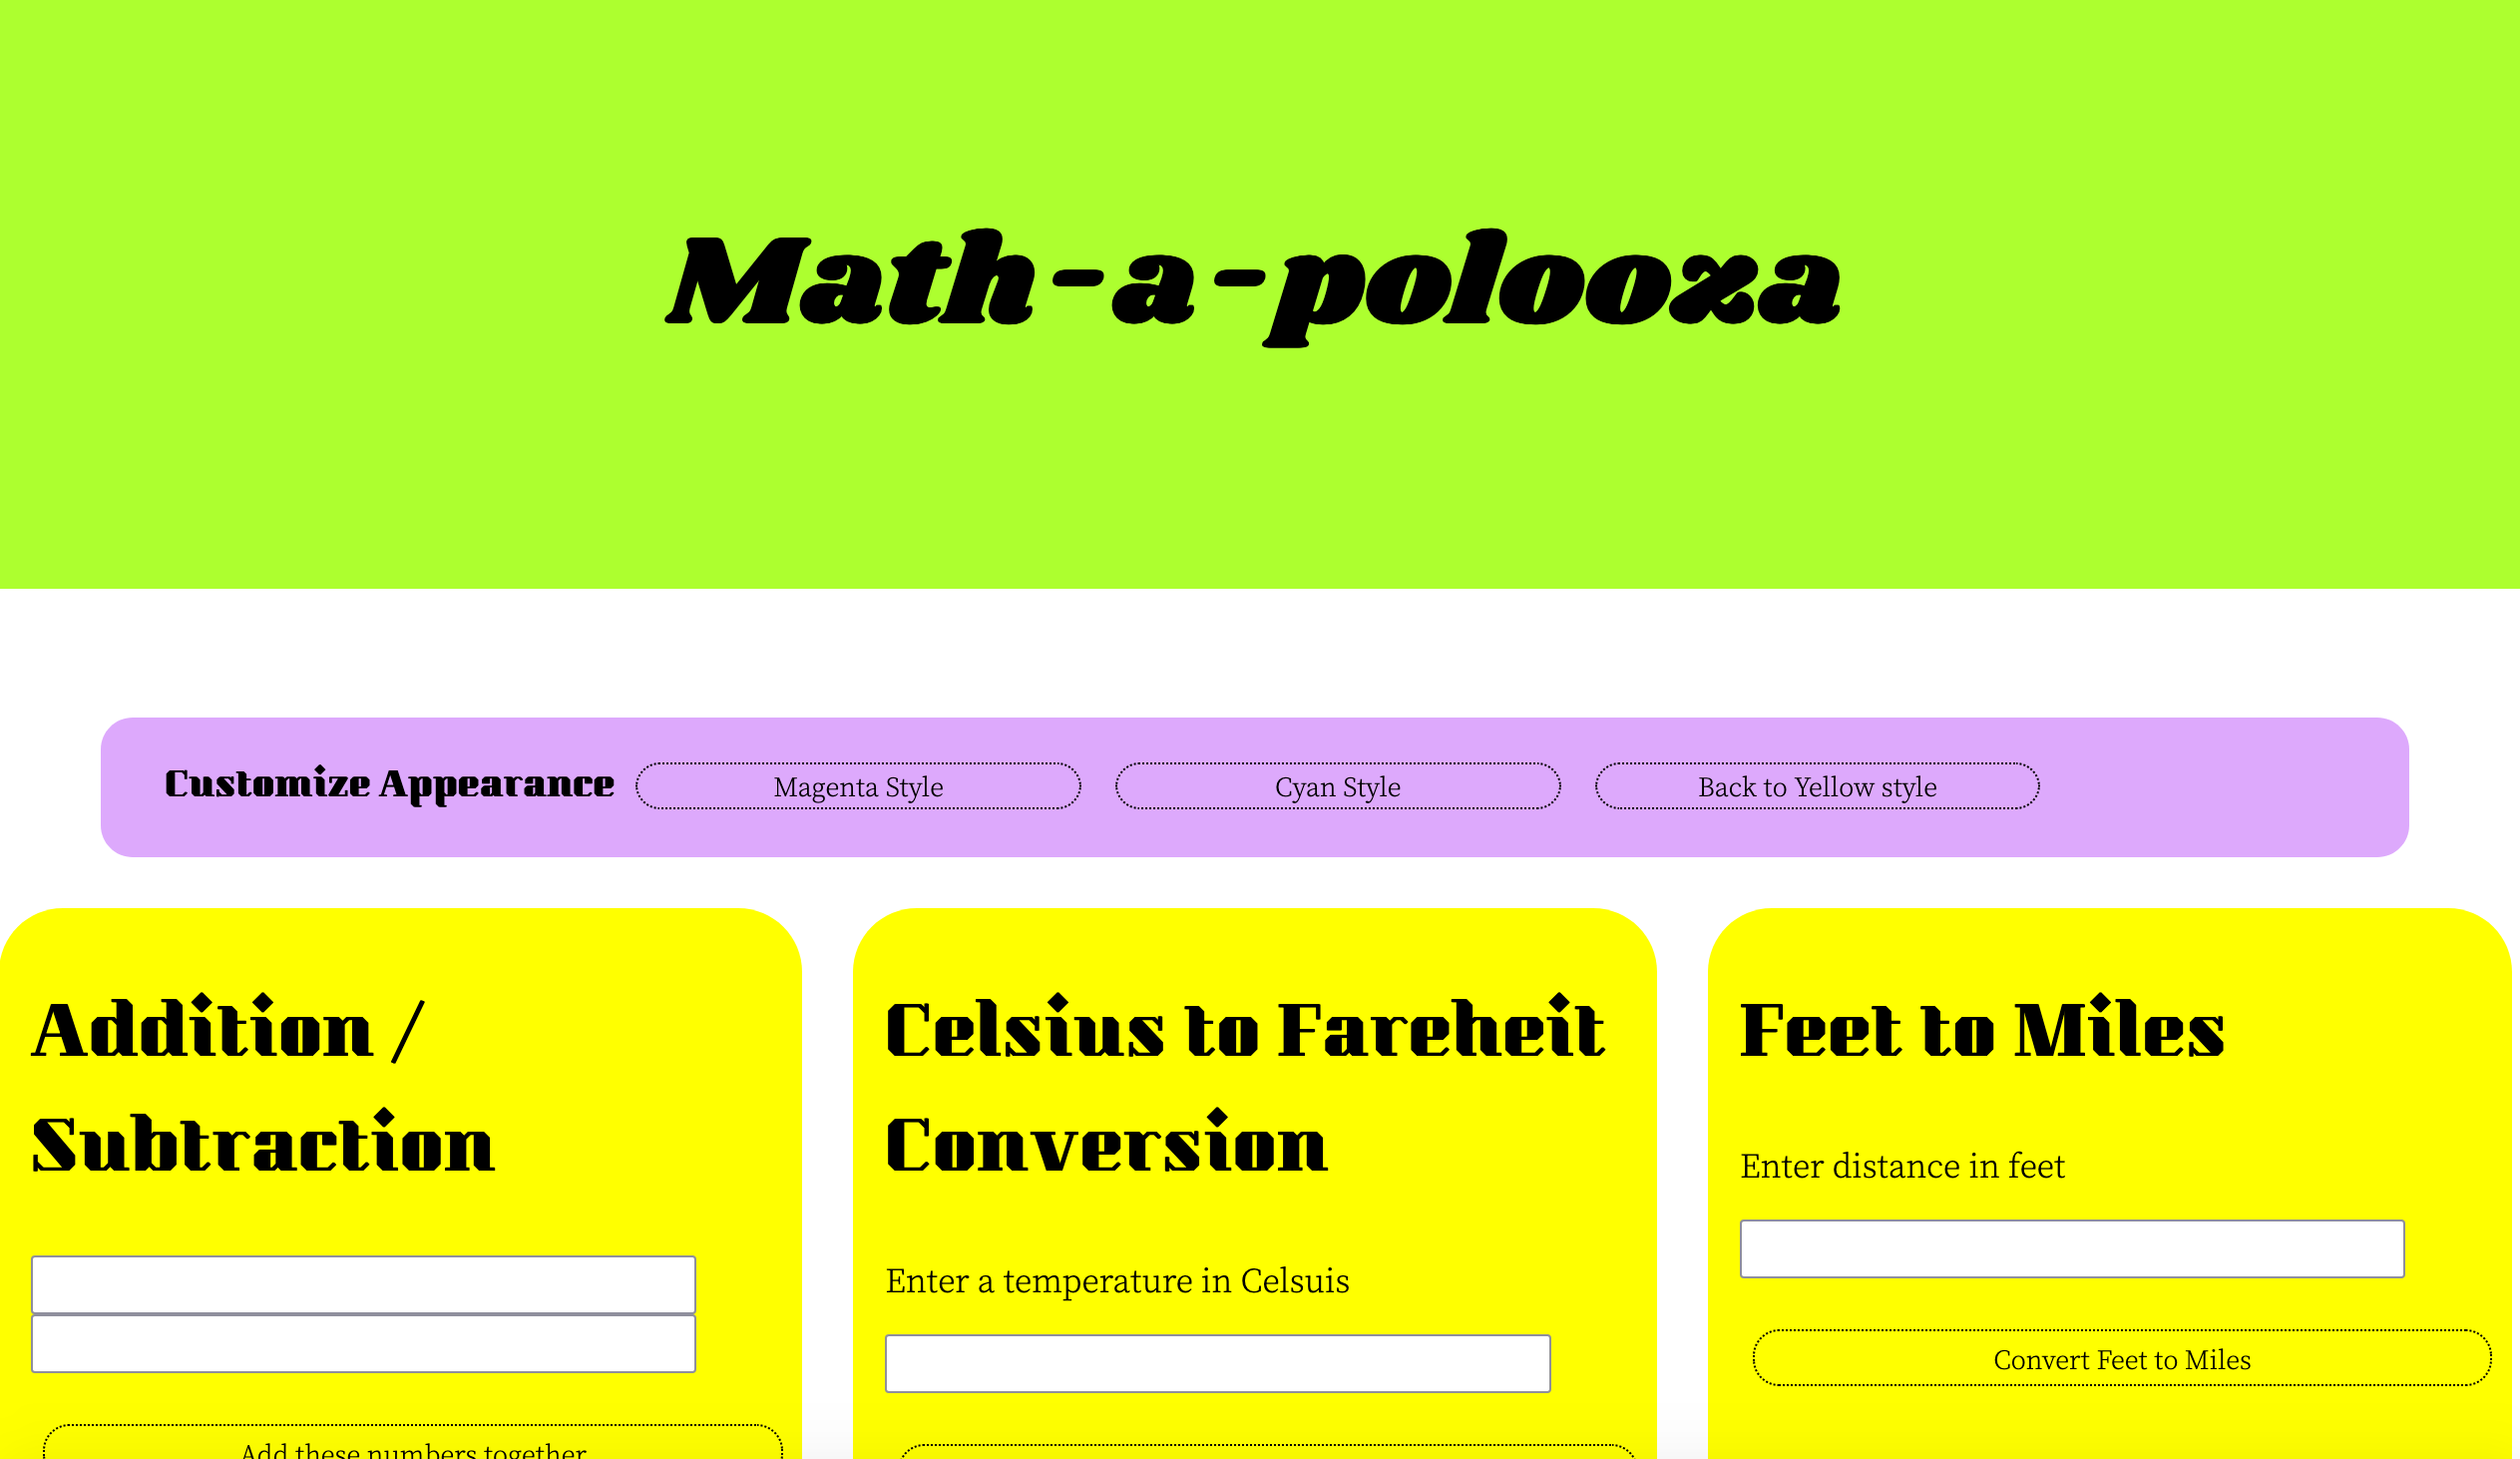 Math-a-polooza
Customize Appearance
Magenta Style
Cyan Style
Back to Yellow style
Addition /
Subtraction
Add these numbers together
Celsius to Fareheit
Conversion
Enter a temperature in Celsuis
Feet to Miles
Enter distance in feet
Convert Feet to Miles